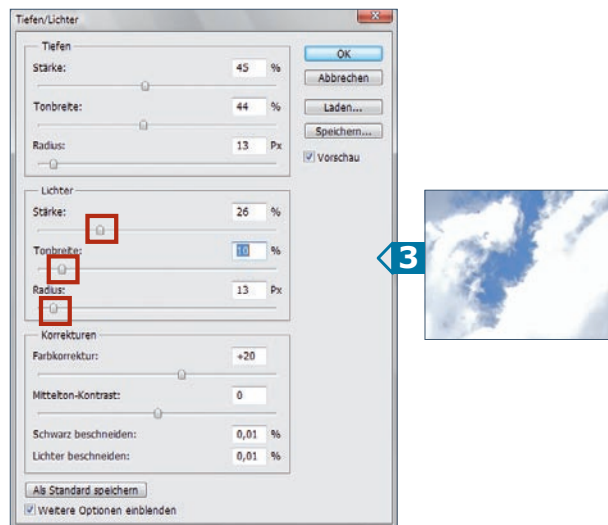 Tiefen/Lichter
Tiefen
Stärke: 45 %
Tonbreite: 44 %
Radius: 13 Px
Lichter
Stärke: 26 %
Tonbreite: 10 %
Radius: 13 Px
Korrekturen
Farbkorrektur: +20
Mittelton-Kontrast: 0
Schwarz beschneiden: 0,01 %
Lichter beschneiden: 0,01 %
Als Standard speichern
Weitere Optionen einblenden
OK
Abbrechen
Laden...
Speichern...
Vorschau
3